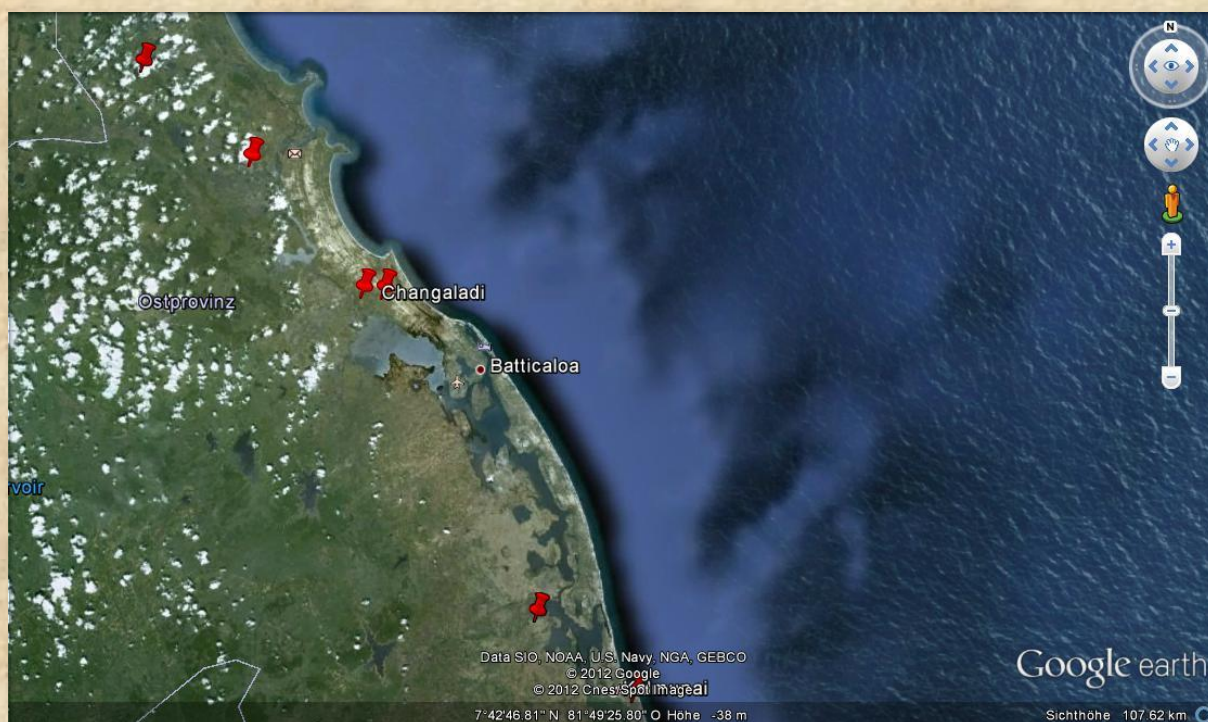 N
Changaladi
Ostprovinz
Batticaloa
rvoir
Data SIO, NOAA, U.S. Navy, NGA, GEBCO
© 2012 Google
© 2012 Cnes/Spot Image
Google earth
7°42'46.81" N 81°49'25.80" O Höhe -38 m
Sichthöhe 107.62 km